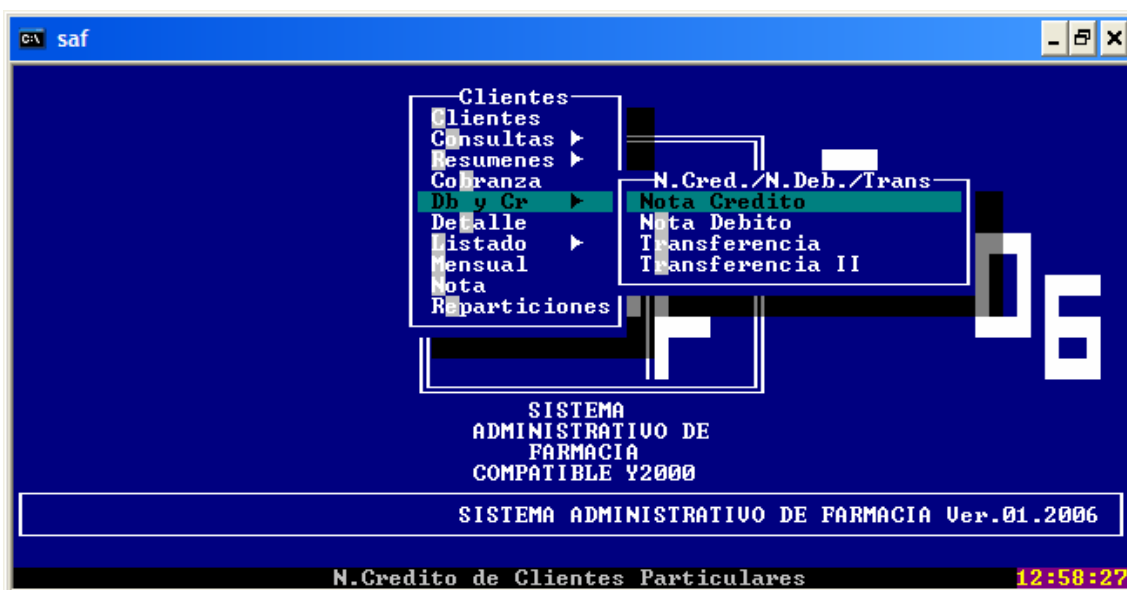 saf
Clientes
Clientes
Consultas
Resumenes
Cobranza
Db y Cr
Detalle
Listado
Mensual
Nota
Reparticiones
N.Cred./N.Deb./Trans
Nota Credito
Nota Debito
Transferencia
Transferencia II
06
SISTEMA
ADMINISTRATIVO DE
FARMACIA
COMPATIBLE Y2000
SISTEMA ADMINISTRATIVO DE FARMACIA Ver.01.2006
N.Credito de Clientes Particulares 12:58:27